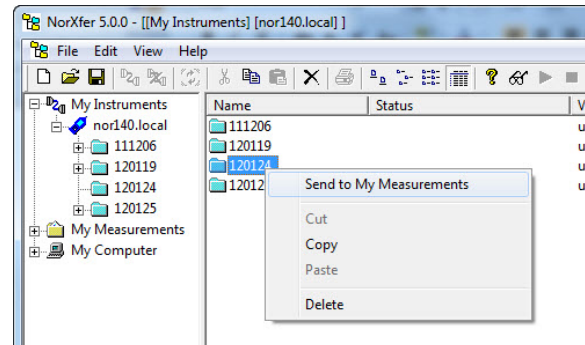 NorXfer 5.0.0 - [[My Instruments] [nor140.local] ]
File Edit View Help
My Instruments
nor140.local
111206
120119
120124
120125
My Measurements
My Computer
Name Status
111206
120119
120124
12012
Send to My Measurements
Cut
Copy
Paste
Delete